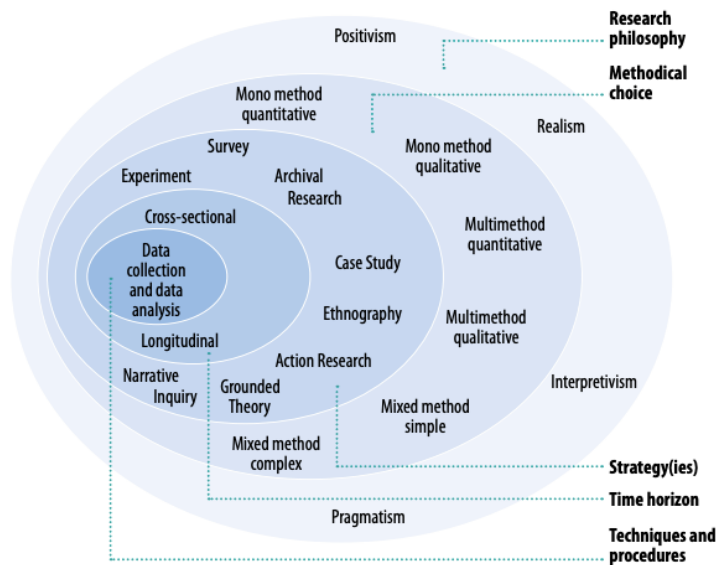 Positivism
Research
philosophy
Methodical
choice
Mono method
quantitative
Realism
Mono method
qualitative
Survey
Experiment
Archival
Research
Cross-sectional
Multimethod
quantitative
Data
collection
and data
analysis
Case Study
Ethnography
Multimethod
qualitative
Longitudinal
Action Research
Narrative
Inquiry
Grounded
Theory
Interpretivism
Mixed method
simple
Mixed method
complex
Strategy(ies)
Time horizon
Pragmatism
Techniques and
procedures